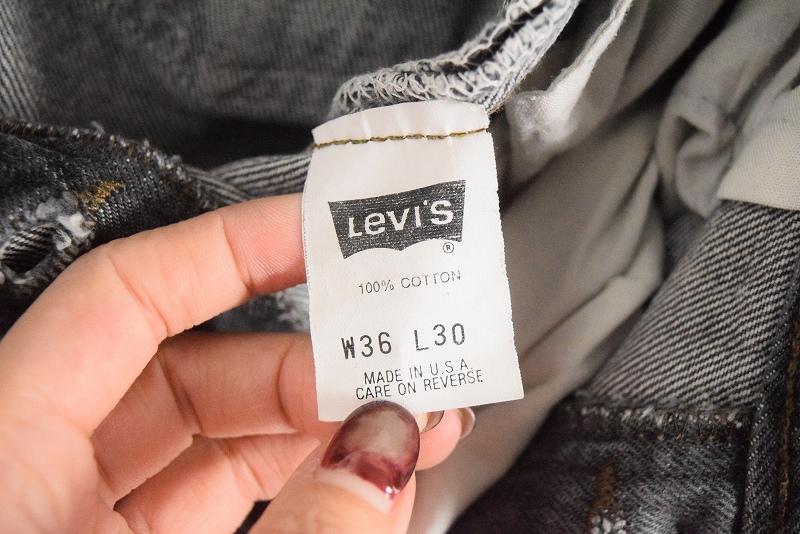 LEVI'S
®
100% COTTON
W36 L30
MADE IN U.S.A.
CARE ON REVERSE